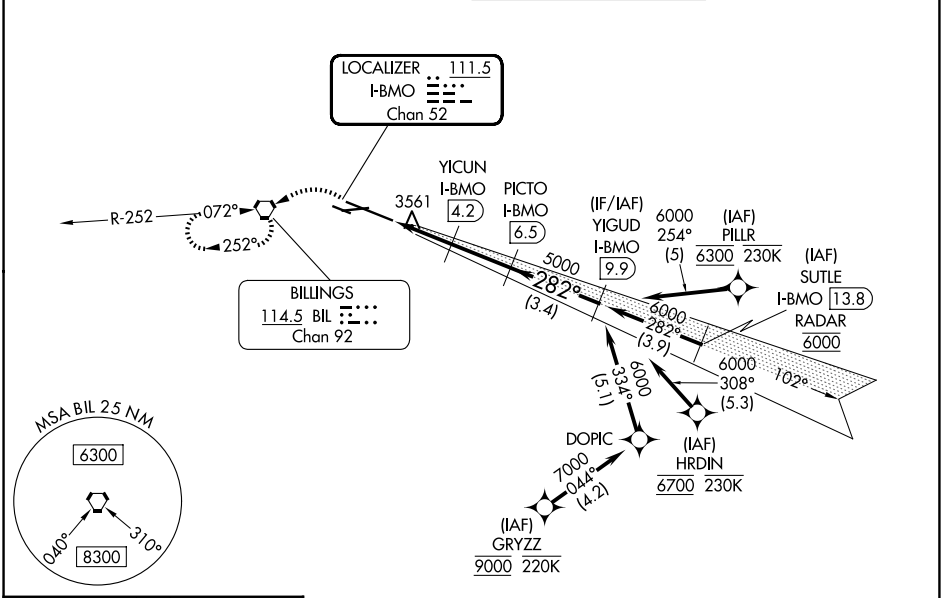 LOCALIZER 111.5
I-BMO
Chan 52
R-252
072°
252°
BILLINGS
114.5 BIL
Chan 92
3561
YICUN
I-BMO
4.2
PICTO
I-BMO
6.5
(IF/IAF)
YIGUD
I-BMO
9.9
6000
254°
(5)
(IAF)
PILLR
6300 230K
(IAF)
SUTLE
I-BMO 13.8
RADAR
6000
5000
282°
(3.4)
6000
282°
(3.9)
6000
308°
(5.3)
102°
6000
334°
(5.1)
DOPIC
(IAF)
HRDIN
6700 230K
7000
044°
(4.2)
(IAF)
GRYZZ
9000 220K
MSA BIL 25 NM
6300
040°
310°
8300